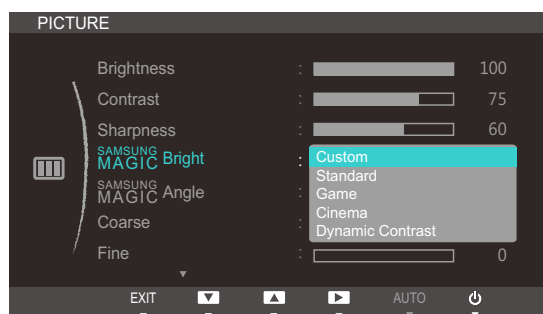 PICTURE
Brightness : 100
Contrast : 75
Sharpness : 60
SAMSUNG MAGIC Bright : Custom
Standard
SAMSUNG MAGIC Angle : Game
Cinema
Coarse : Dynamic Contrast
Fine : 0
EXIT AUTO